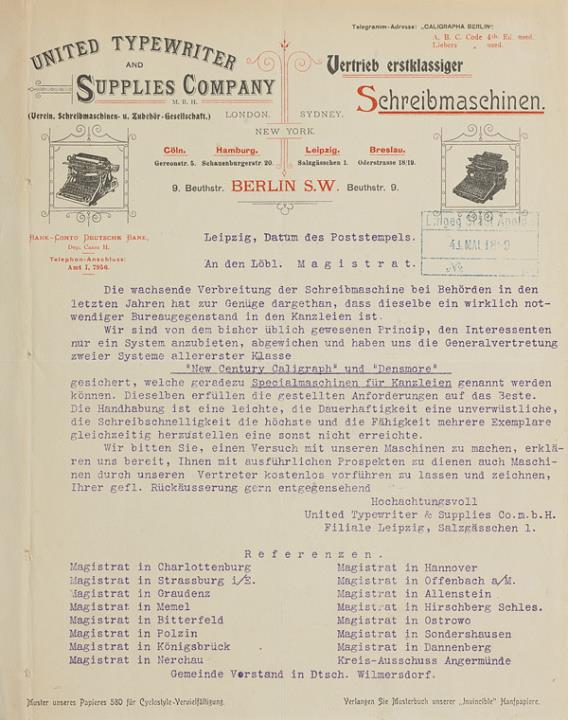 Telegramm-Adresse: „CALIGRAPHA BERLIN“
A. B. C. Code 4th Ed. used.
Liebers „ used.
UNITED TYPEWRITER
AND
SUPPLIES COMPANY
M. B. H.
(Verein. Schreibmaschinen- u. Zubehör-Gesellschaft.)
Vertrieb erstklassiger
Schreibmaschinen.
LONDON. SYDNEY.
NEW YORK.
Cöln. Hamburg. Leipzig. Breslau.
Gereonstr. 5. Schauenburgerstr. 20. Salzgässchen 1. Oderstrasse 18/19.
9. Beuthstr. BERLIN S.W. Beuthstr. 9.
BANK-CONTO DEUTSCHE BANK,
Dep. Casse H.
Telephon-Anschluss:
Amt I, 7956.
MAI
No
Leipzig, Datum des Poststempels.
An den Löbl. Magistrat.
Die wachsende Verbreitung der Schreibmaschine bei Behörden in den
letzten Jahren hat zur Genüge dargethan, dass dieselbe ein wirklich not-
wendiger Bureaugegenstand in den Kanzleien ist.
Wir sind von dem bisher üblich gewesenen Princip, den Interessenten
nur ein System anzubieten, abgewichen und haben uns die Generalvertretung
zweier Systeme allererster Klasse
"New Century Caligraph" und "Densmore"
gesichert, welche geradezu Specialmaschinen für Kanzleien genannt werden
können. Dieselben erfüllen die gestellten Anforderungen auf das Beste.
Die Handhabung ist eine leichte, die Dauerhaftigkeit eine unverwüstliche,
die Schreibschnelligkeit die höchste und die Fähigkeit mehrere Exemplare
gleichzeitig herzustellen eine sonst nicht erreichte.
Wir bitten Sie, einen Versuch mit unseren Maschinen zu machen, erklä-
ren uns bereit, Ihnen mit ausführlichen Prospekten zu dienen auch Maschi-
nen durch unseren Vertreter kostenlos vorführen zu lassen und zeichnen,
Ihrer gefl. Rückäusserung gern entgegensehend
Hochachtungsvoll
United Typewriter & Supplies Co.m.b.H.
Filiale Leipzig, Salzgässchen 1.
Referenzen.
Magistrat in Charlottenburg Magistrat in Hannover
Magistrat in Strassburg i/E. Magistrat in Offenbach a/M.
Magistrat in Graudenz Magistrat in Allenstein
Magistrat in Memel Magistrat in Hirschberg Schles.
Magistrat in Bitterfeld Magistrat in Ostrowo
Magistrat in Polzin Magistrat in Sondershausen
Magistrat in Königsbrück Magistrat in Dannenberg
Magistrat in Nerchau Kreis-Ausschuss Angermünde
Gemeinde Vorstand in Dtsch. Wilmersdorf.
Muster unseres Papieres 580 für Cyclostyle-Vervielfältigung. Verlangen Sie Musterbuch unserer „Invincible“ Hanfpapiere.